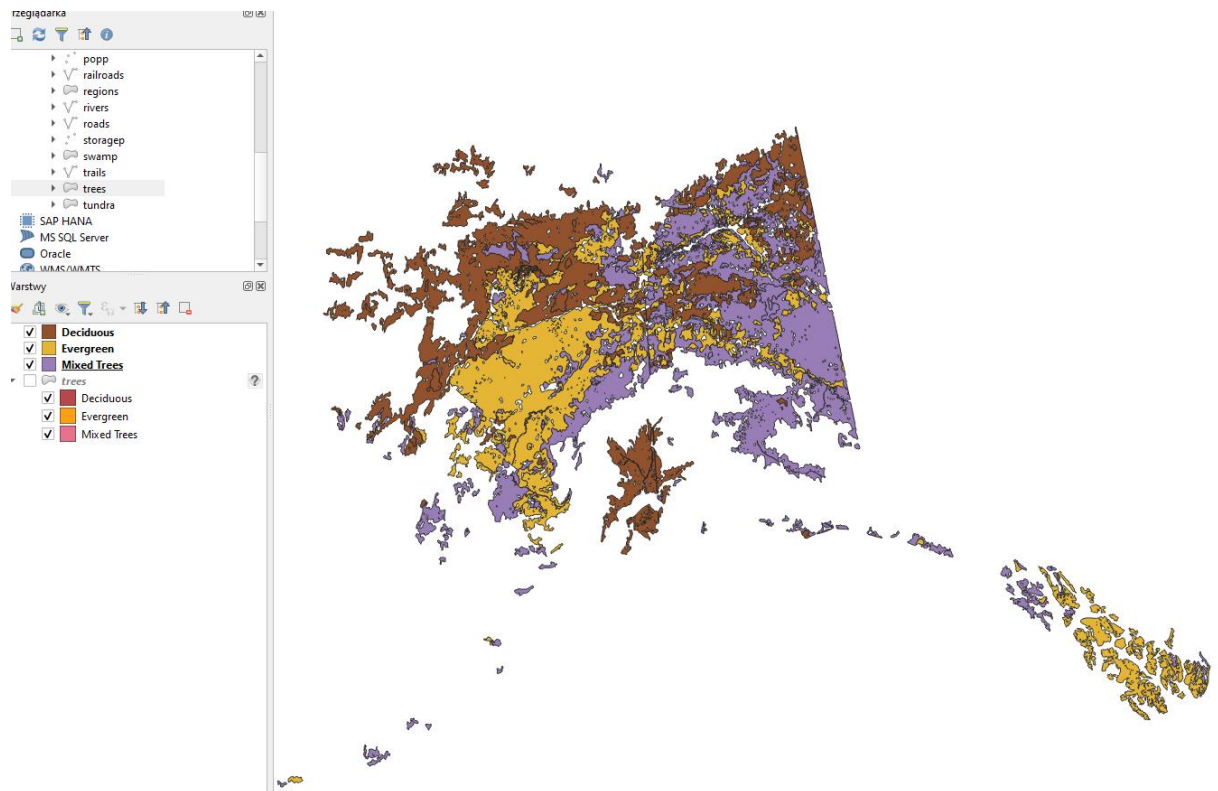 rzeglądarka
popp
railroads
regions
rivers
roads
storagep
swamp
trails
trees
tundra
SAP HANA
MS SQL Server
Oracle
WMS/WMTS
Warstwy
Deciduous
Evergreen
Mixed Trees
trees
?
Deciduous
Evergreen
Mixed Trees